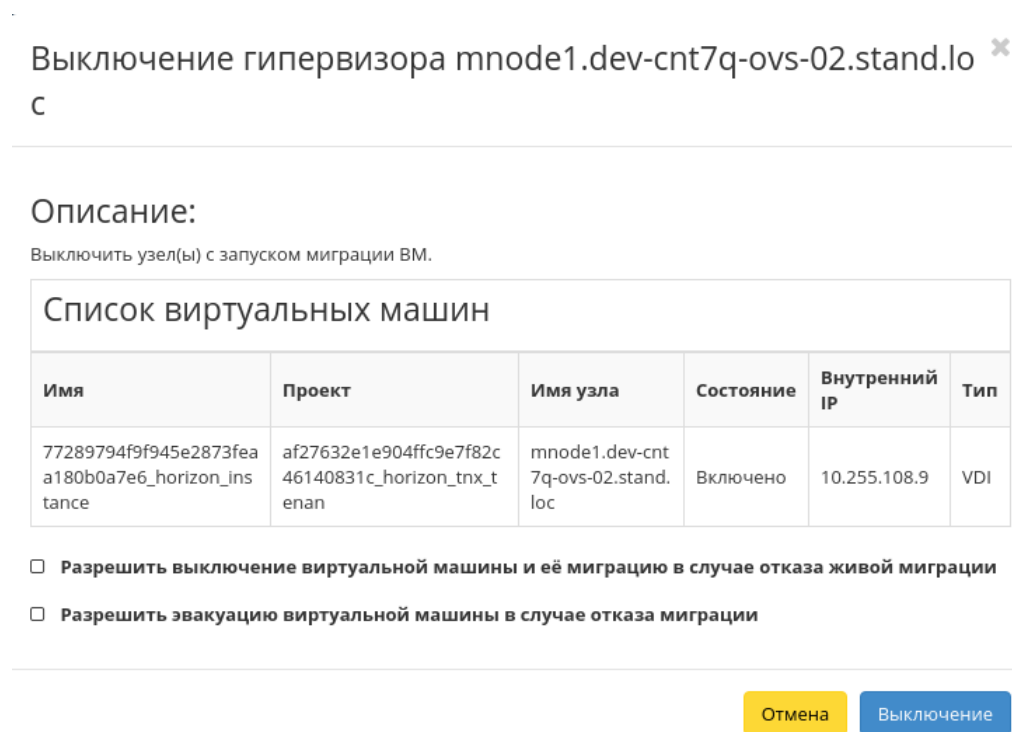 Выключение гипервизора mnode1.dev-cnt7q-ovs-02.stand.lo
c
Описание:
Выключить узел(ы) с запуском миграции ВМ.
Список виртуальных машин
Имя Проект Имя узла Состояние Внутренний IP Тип
77289794f9f945e2873fea af27632e1e904ffc9e7f82c mnode1.dev-cnt
a180b0a7e6_horizon_ins 46140831c_horizon_tnx_t 7q-ovs-02.stand. Включено 10.255.108.9 VDI
tance enan loc
Разрешить выключение виртуальной машины и её миграцию в случае отказа живой миграции
Разрешить эвакуацию виртуальной машины в случае отказа миграции
Отмена Выключение